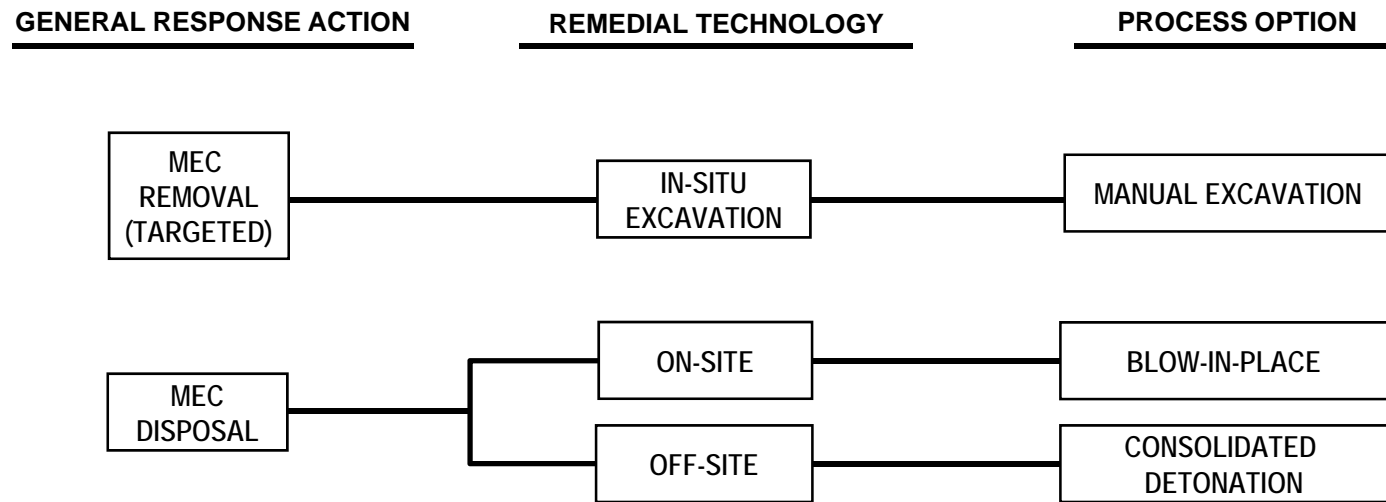 GENERAL RESPONSE ACTION
REMEDIAL TECHNOLOGY
PROCESS OPTION
MEC
REMOVAL
(TARGETED)
IN-SITU
EXCAVATION
MANUAL EXCAVATION
MEC
DISPOSAL
ON-SITE
BLOW-IN-PLACE
OFF-SITE
CONSOLIDATED
DETONATION